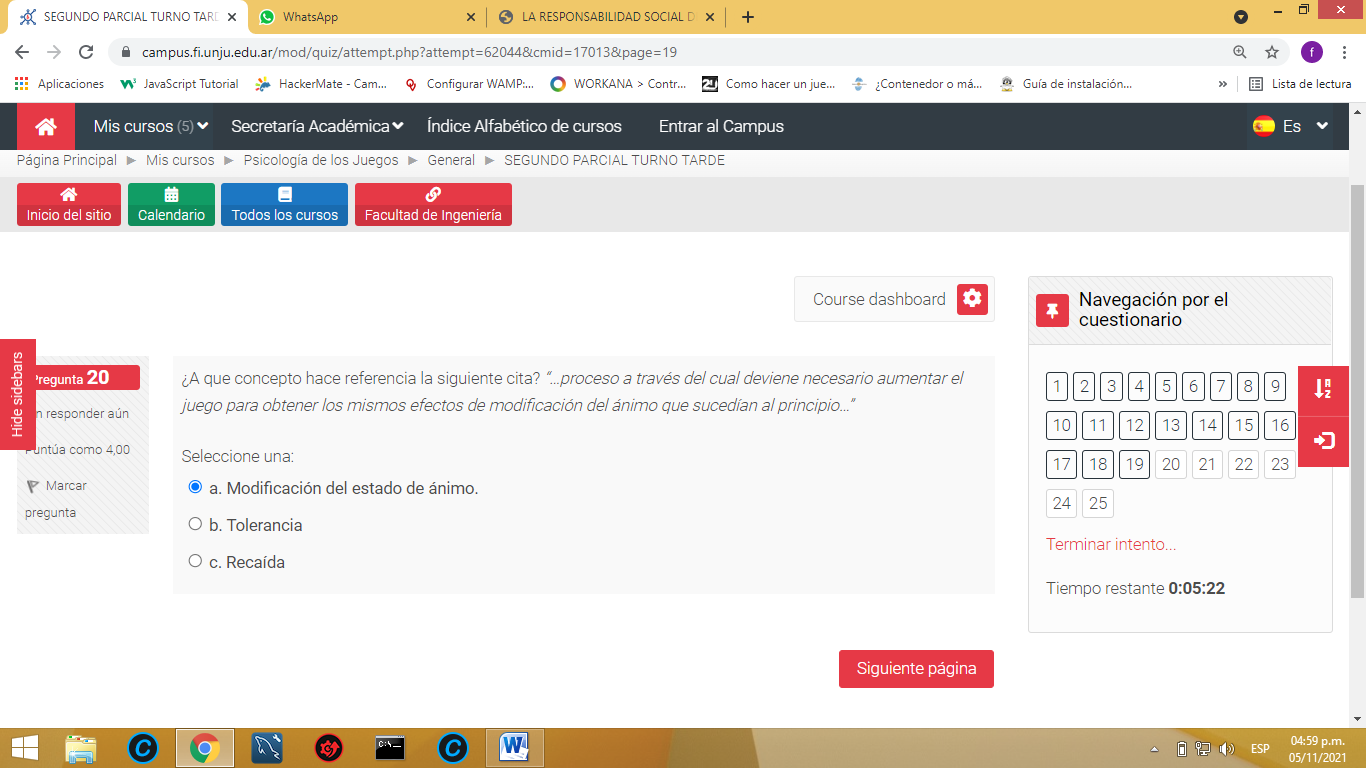 SEGUNDO PARCIAL TURNO TARD
WhatsApp
LA RESPONSABILIDAD SOCIAL D
campus.fi.unju.edu.ar/mod/quiz/attempt.php?attempt=62044&cmid=17013&page=19
f
Aplicaciones
JavaScript Tutorial
HackerMate - Cam...
Configurar WAMP:...
WORKANA > Contr...
Como hacer un jue...
¿Contenedor o má...
Guía de instalación...
»
Lista de lectura
Mis cursos (5)
Secretaría Académica
Índice Alfabético de cursos
Entrar al Campus
Es
Página Principal ► Mis cursos ► Psicología de los Juegos ► General ► SEGUNDO PARCIAL TURNO TARDE
Inicio del sitio
Calendario
Todos los cursos
Facultad de Ingeniería
Course dashboard
Hide sidebars
Pregunta 20
n responder aún
Puntúa como 4,00
Marcar
pregunta
¿A que concepto hace referencia la siguiente cita? “...proceso a través del cual deviene necesario aumentar el
juego para obtener los mismos efectos de modificación del ánimo que sucedían al principio...”
Seleccione una:
a. Modificación del estado de ánimo.
b. Tolerancia
c. Recaída
Siguiente página
Navegación por el
cuestionario
1 2 3 4 5 6 7 8 9
10 11 12 13 14 15 16
17 18 19 20 21 22 23
24 25
Terminar intento...
Tiempo restante 0:05:22
ESP
04:59 p.m.
05/11/2021